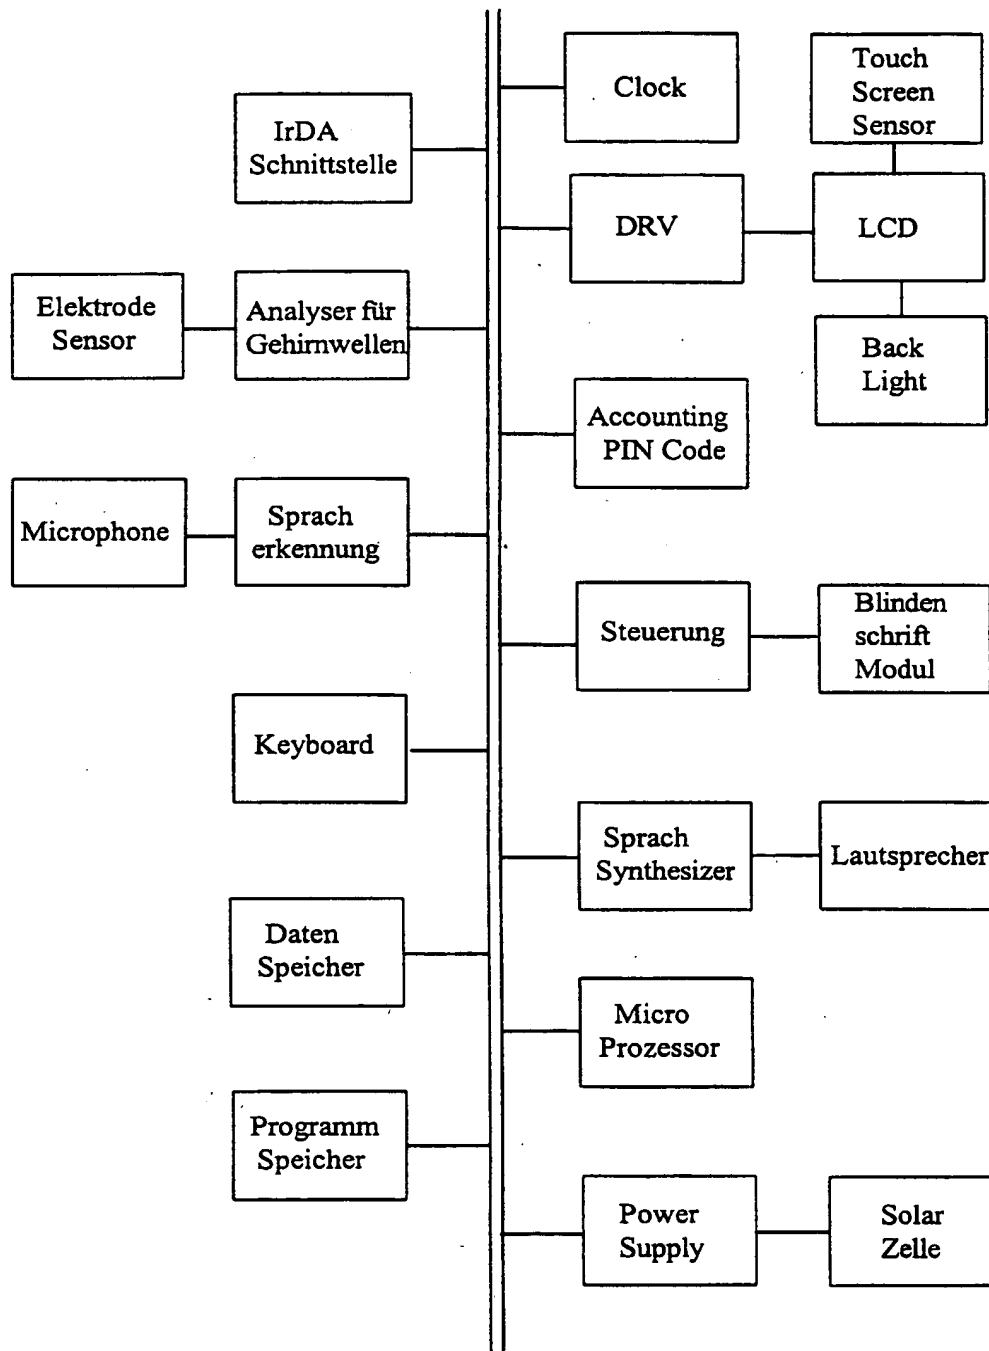 Clock
Touch
Screen
Sensor
IrDA
Schnittstelle
DRV
LCD
Elektrode
Sensor
Analyser für
Gehirnwellen
Back
Light
Accounting
PIN Code
Microphone
Sprach
erkennung
Steuerung
Blinden
schrift
Modul
Keyboard
Sprach
Synthesizer
Lautsprecher
Daten
Speicher
Micro
Prozessor
Programm
Speicher
Power
Supply
Solar
Zelle